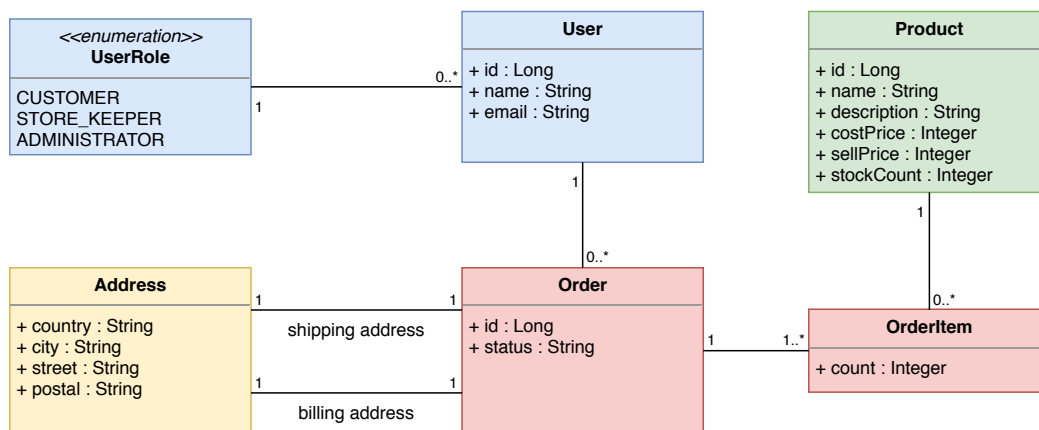 <<enumeration>>
UserRole
CUSTOMER
STORE_KEEPER
ADMINISTRATOR
1
0..*
User
+ id : Long
+ name : String
+ email : String
Product
+ id : Long
+ name : String
+ description : String
+ costPrice : Integer
+ sellPrice : Integer
+ stockCount : Integer
1
0..*
1
0..*
Address
+ country : String
+ city : String
+ street : String
+ postal : String
1
1
shipping address
1
1
billing address
Order
+ id : Long
+ status : String
1
1..*
OrderItem
+ count : Integer